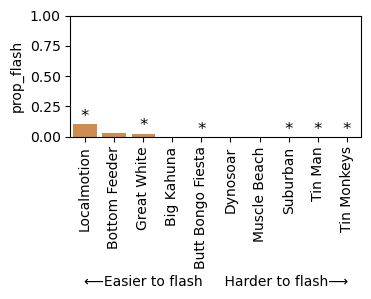 prop_flash
1.00
0.75
0.50
0.25
0.00
* * * * * *
Localmotion
Bottom Feeder
Great White
Big Kahuna
Butt Bongo Fiesta
Dynosoar
Muscle Beach
Suburban
Tin Man
Tin Monkeys
⟵Easier to flash Harder to flash⟶